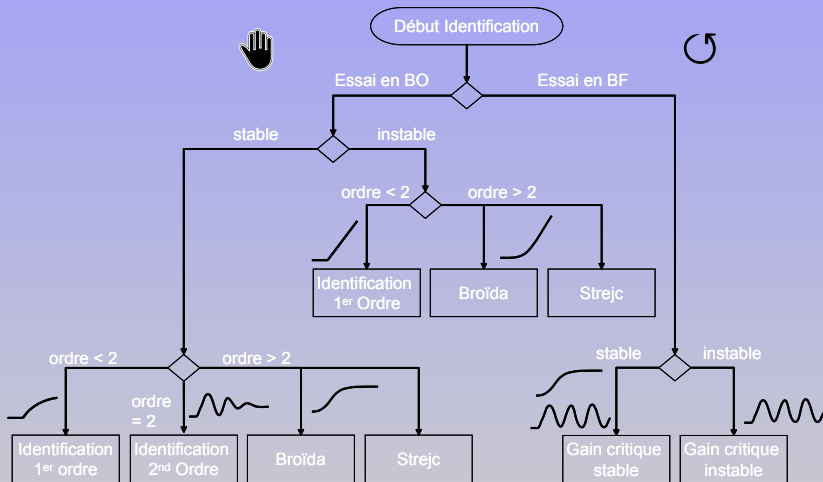 Début Identification
Essai en BO
Essai en BF
stable
instable
ordre < 2
ordre > 2
Identification
1er Ordre
Broïda
Strejc
ordre < 2
ordre > 2
stable
instable
ordre
= 2
Identification
1er ordre
Identification
2nd Ordre
Broïda
Strejc
Gain critique
stable
Gain critique
instable